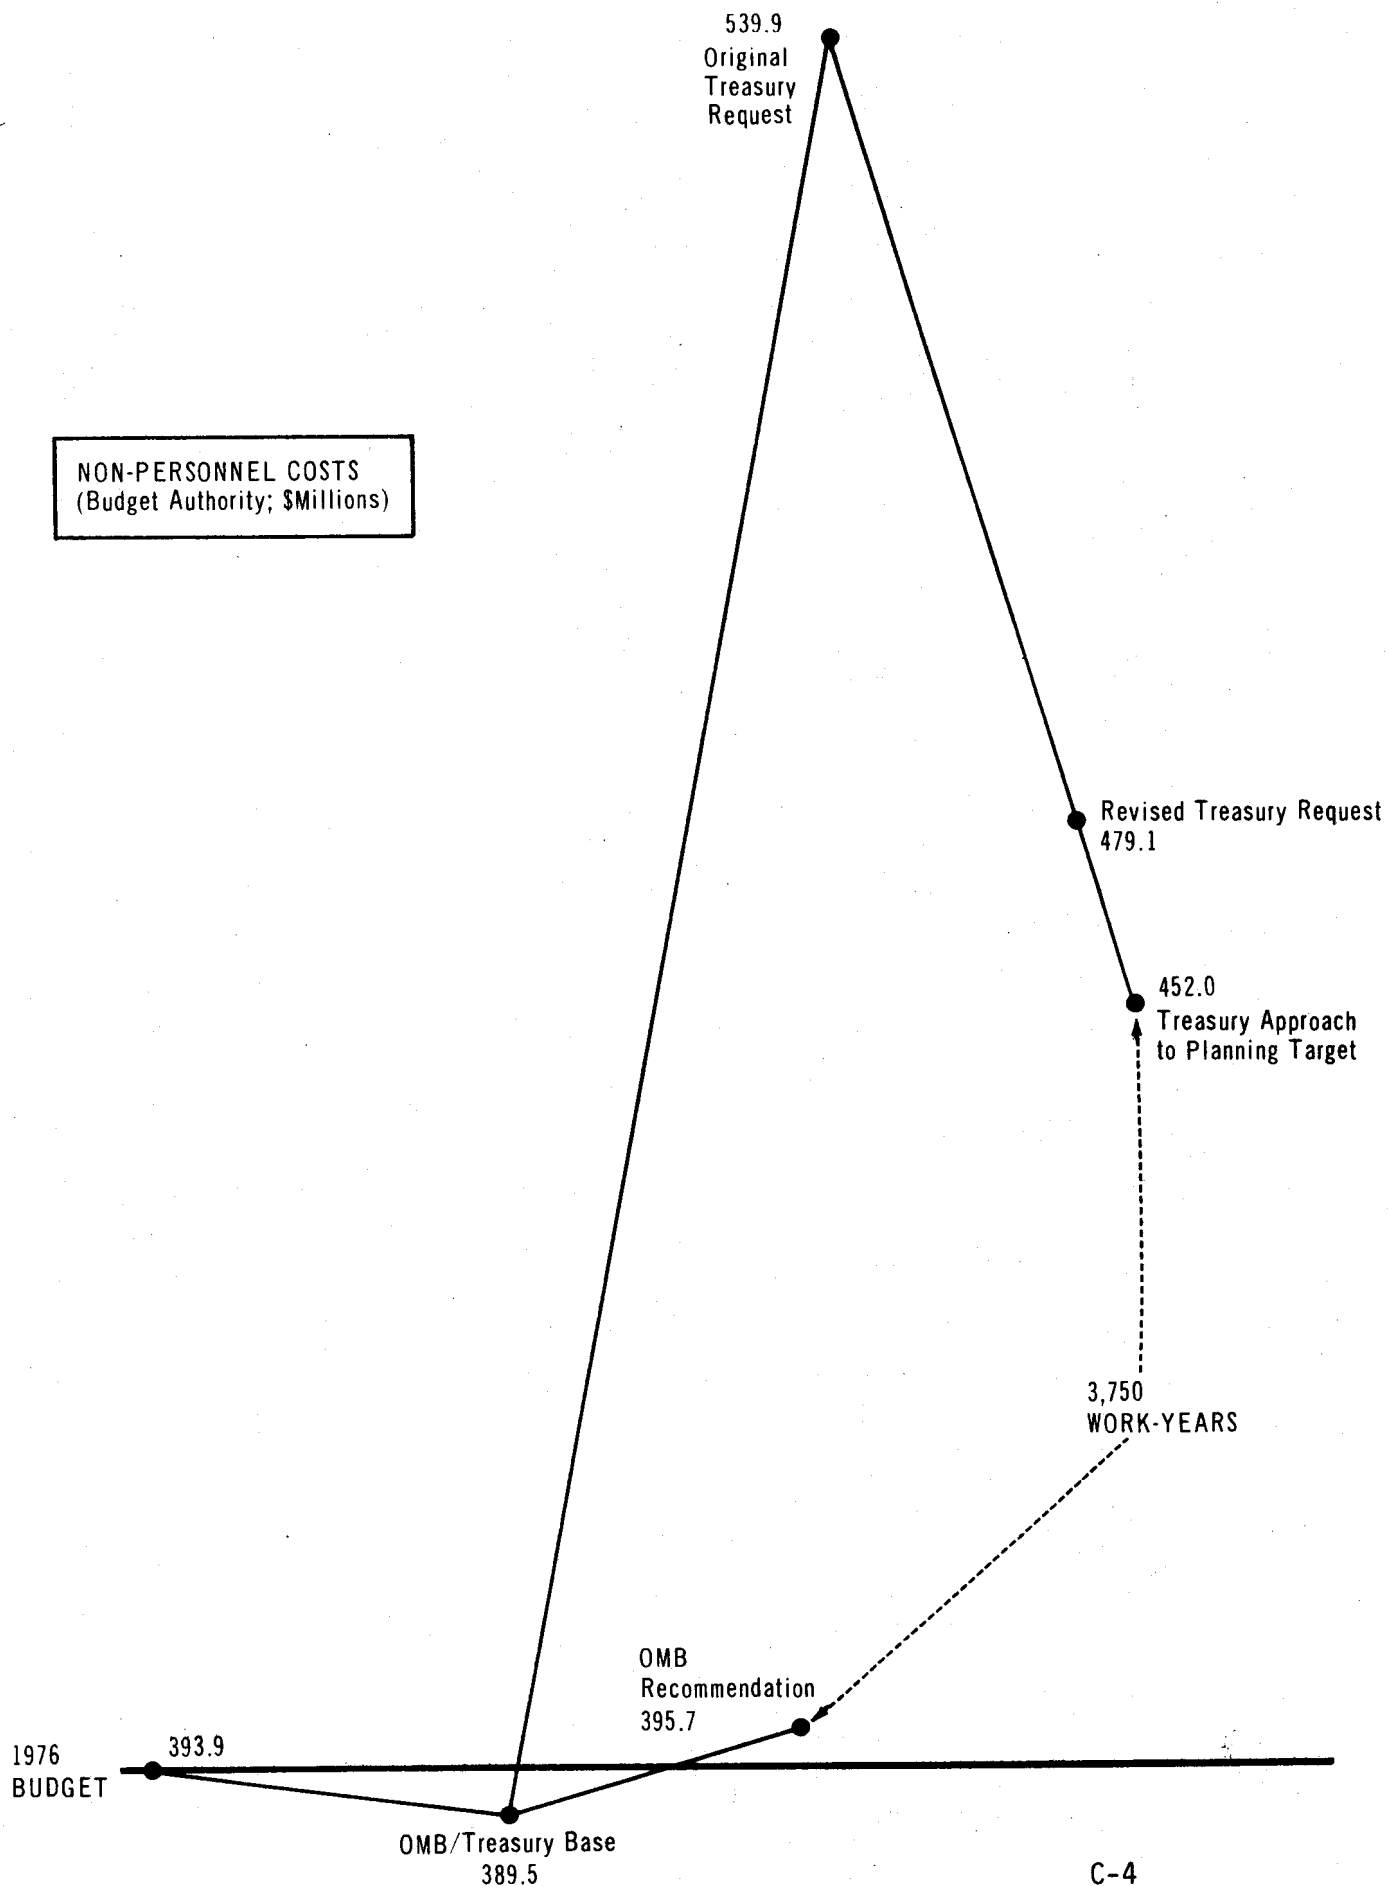 539.9
Original
Treasury
Request
NON-PERSONNEL COSTS
(Budget Authority; $Millions)
Revised Treasury Request
479.1
452.0
Treasury Approach
to Planning Target
3,750
WORK-YEARS
OMB
Recommendation
395.7
393.9
1976
BUDGET
OMB/Treasury Base
389.5
C-4